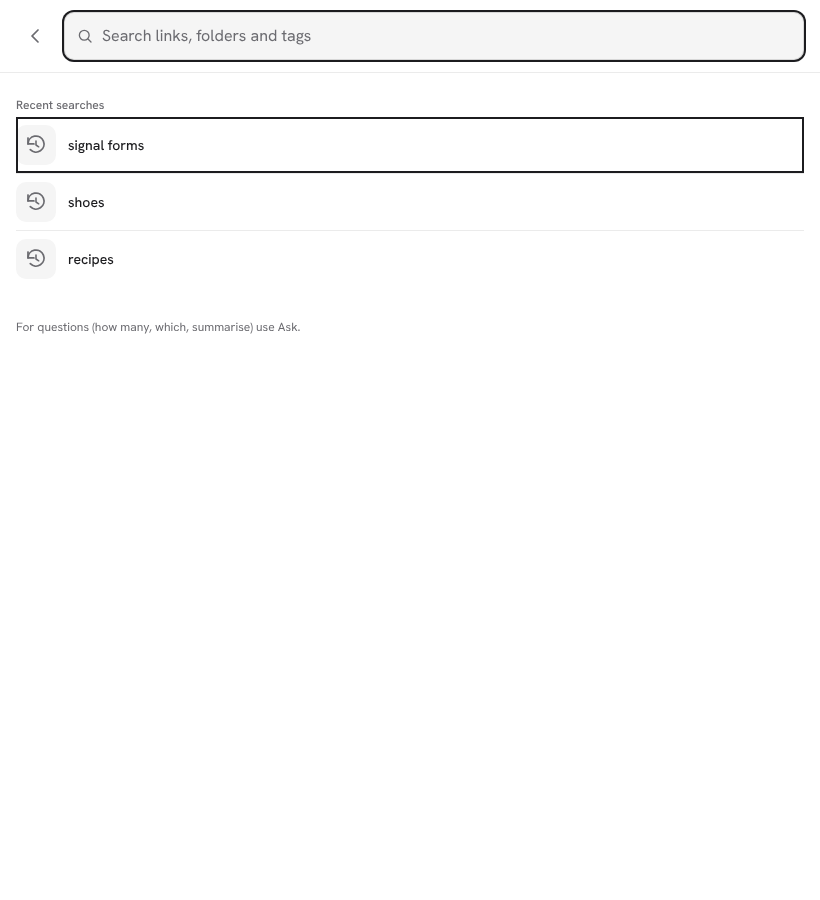 Search links, folders and tags
Recent searches
signal forms
shoes
recipes
For questions (how many, which, summarise) use Ask.